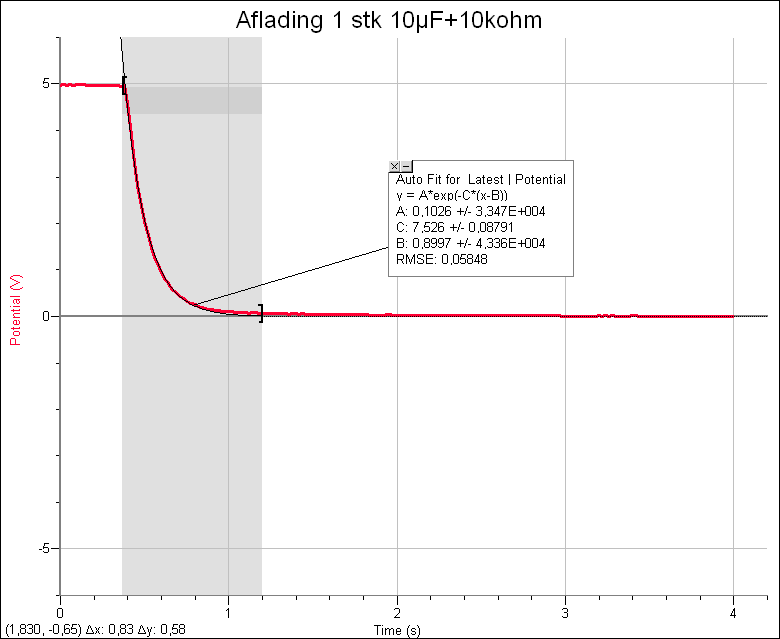 Aflading 1 stk 10µF+10kohm
5
Auto Fit for Latest | Potential
y = A*exp(-C*(x-B))
A: 0,1026 +/- 3,347E+004
C: 7,526 +/- 0,08791
B: 0,8997 +/- 4,336E+004
RMSE: 0,05848
Potential (V)
0
-5
0 1 2 3 4
(1,830, -0,65) Δx: 0,83 Δy: 0,58
Time (s)